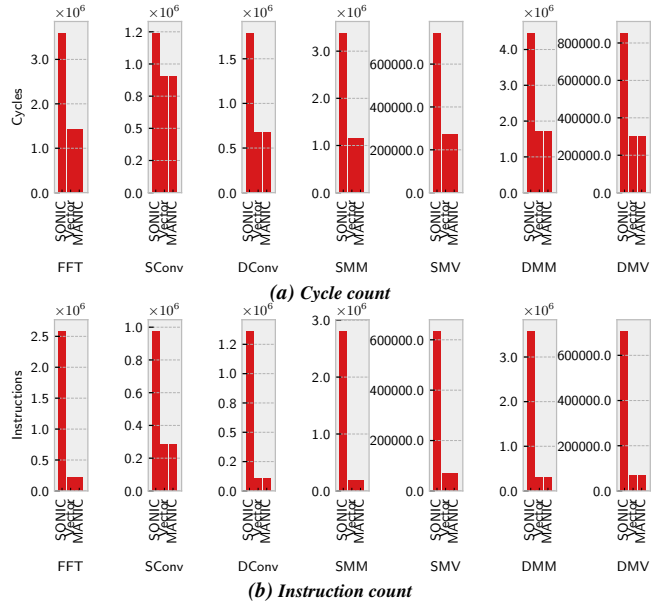 ×10⁶ ×10⁶ ×10⁶ ×10⁶ ×10⁶
Cycles
3.0 2.0 1.0 0.0
1.2 0.9 0.6 0.5 0.2 0.0
1.5 1.0 0.5 0.0
3.0 2.0 1.0 0.0
600000.0 400000.0 200000.0 0.0
4.0 3.0 2.0 1.0 0.0
800000.0 600000.0 400000.0 200000.0 0.0
SONIC Vector MANIC SONIC Vector MANIC SONIC Vector MANIC SONIC Vector MANIC SONIC Vector MANIC SONIC Vector MANIC SONIC Vector MANIC
FFT SConv DConv SMM SMV DMM DMV
(a) Cycle count
×10⁶ ×10⁶ ×10⁶ ×10⁶ ×10⁶
Instructions
2.5 2.0 1.5 1.0 0.5 0.0
1.0 0.8 0.6 0.4 0.2 0.0
1.2 1.0 0.8 0.5 0.2 0.0
3.0 2.0 1.0 0.0
600000.0 400000.0 200000.0 0.0
3.0 2.0 1.0 0.0
600000.0 400000.0 200000.0 0.0
SONIC Vector MANIC SONIC Vector MANIC SONIC Vector MANIC SONIC Vector MANIC SONIC Vector MANIC SONIC Vector MANIC SONIC Vector MANIC
FFT SConv DConv SMM SMV DMM DMV
(b) Instruction count